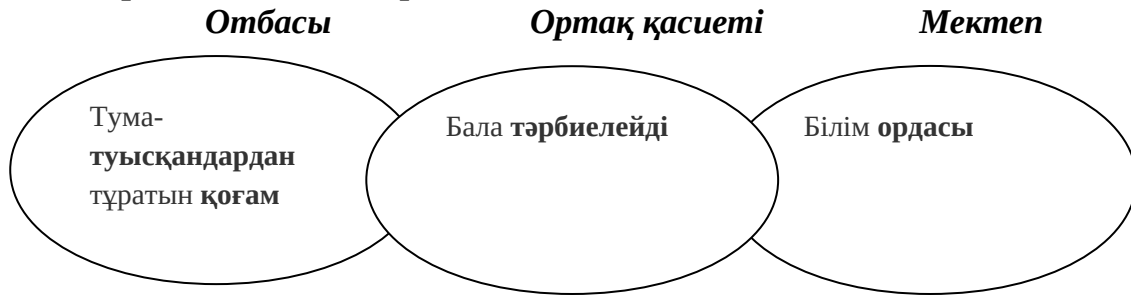 Отбасы Ортақ қасиеті Мектеп
Тума-
туысқандардан
тұратын қоғам
Бала тәрбиелейді
Білім ордасы